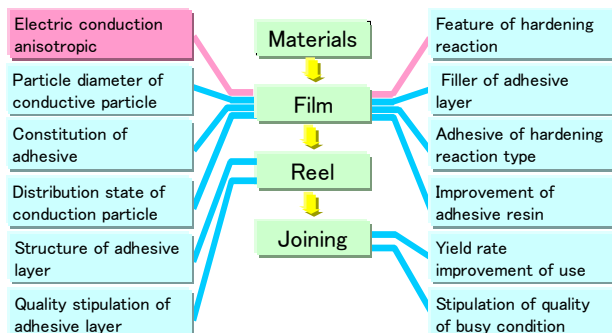 Electric conduction
anisotropic
Particle diameter of
conductive particle
Constitution of
adhesive
Distribution state of
conduction particle
Structure of adhesive
layer
Quality stipulation of
adhesive layer
Materials
Film
Reel
Joining
Feature of hardening
reaction
Filler of adhesive
layer
Adhesive of hardening
reaction type
Improvement of
adhesive resin
Yield rate
improvement of use
Stipulation of quality
of busy condition